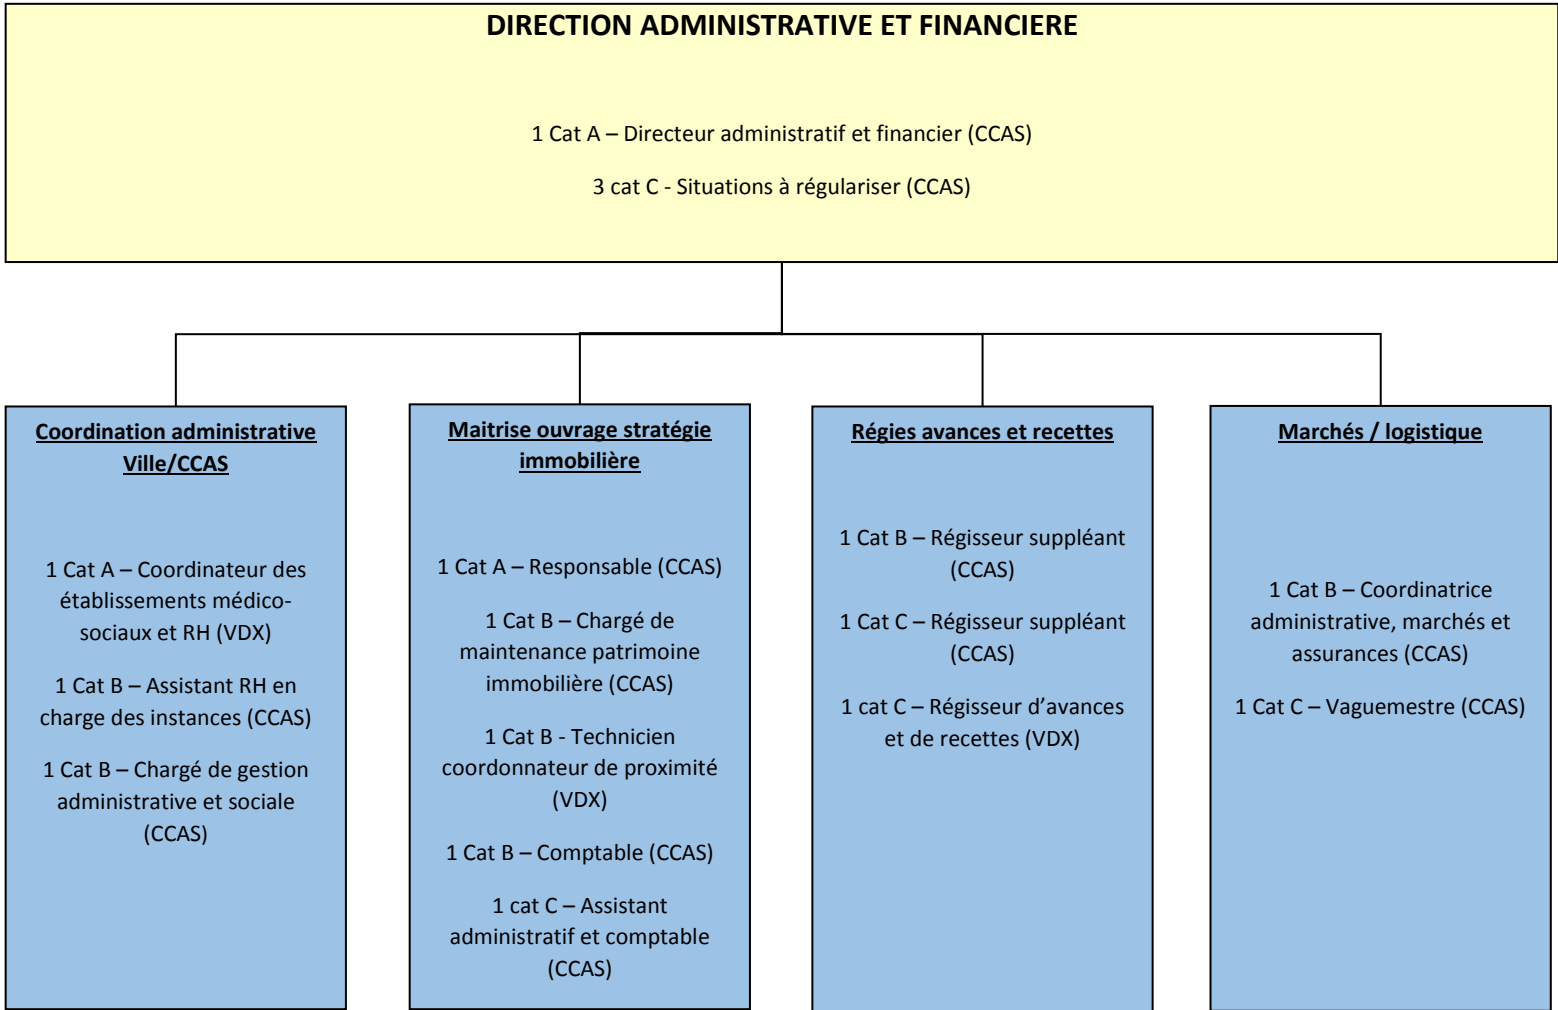 DIRECTION ADMINISTRATIVE ET FINANCIERE
1 Cat A – Directeur administratif et financier (CCAS)
3 cat C - Situations à régulariser (CCAS)
Coordination administrative
Ville/CCAS
1 Cat A – Coordinateur des
établissements médico-
sociaux et RH (VDX)
1 Cat B – Assistant RH en
charge des instances (CCAS)
1 Cat B – Chargé de gestion
administrative et sociale
(CCAS)
Maitrise ouvrage stratégie
immobilière
1 Cat A – Responsable (CCAS)
1 Cat B – Chargé de
maintenance patrimoine
immobilière (CCAS)
1 Cat B - Technicien
coordonnateur de proximité
(VDX)
1 Cat B – Comptable (CCAS)
1 cat C – Assistant
administratif et comptable
(CCAS)
Régies avances et recettes
1 Cat B – Régisseur suppléant
(CCAS)
1 Cat C – Régisseur suppléant
(CCAS)
1 cat C – Régisseur d’avances
et de recettes (VDX)
Marchés / logistique
1 Cat B – Coordinatrice
administrative, marchés et
assurances (CCAS)
1 Cat C – Vaguemestre (CCAS)